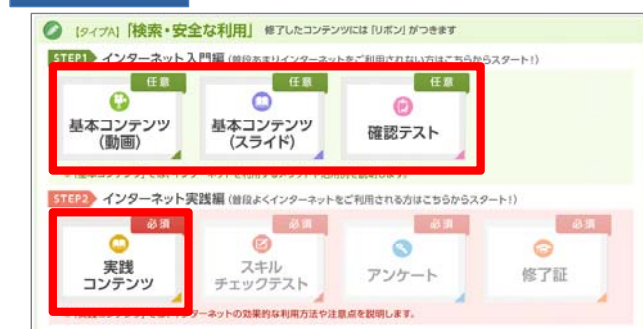 [タイプA]「検索・安全な利用」 修了したコンテンツには「リボン」がつきます
STEP1 インターネット入門編(普段あまりインターネットをご利用されない方はこちらからスタート!)
任意 任意 任意
基本コンテンツ 基本コンテンツ 確認テスト
(動画) (スライド)
STEP2 インターネット実践編(普段よくインターネットをご利用される方はこちらからスタート!)
必須 必須 必須 必須
実践 スキル アンケート 修了証
コンテンツ チェックテスト
ーネットの効果的な利用方法や注意点を説明します。